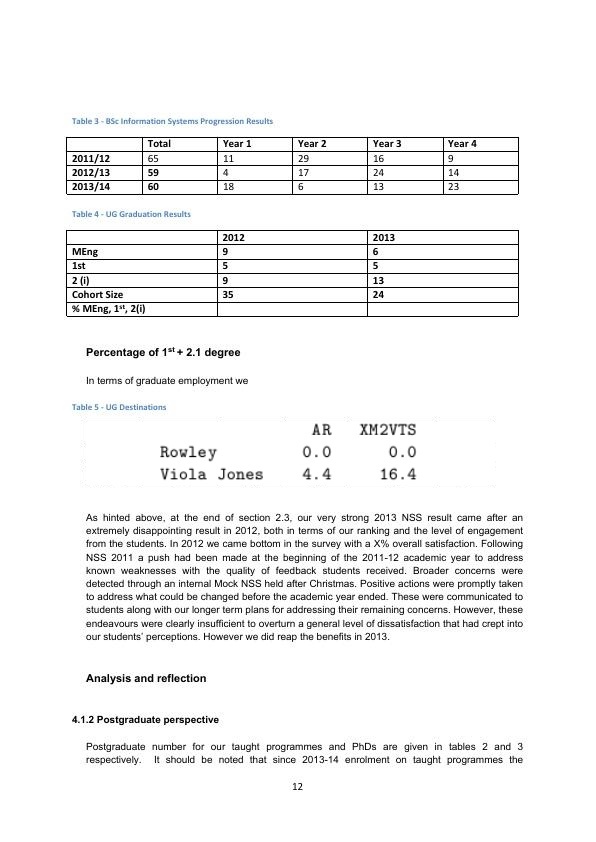 Table 3 - BSc Information Systems Progression Results
Total Year 1 Year 2 Year 3 Year 4
2011/12 65 11 29 16 9
2012/13 59 4 17 24 14
2013/14 60 18 6 13 23
Table 4 - UG Graduation Results
2012 2013
MEng 9 6
1st 5 5
2 (i) 9 13
Cohort Size 35 24
% MEng, 1st, 2(i)
Percentage of 1st + 2.1 degree
In terms of graduate employment we
Table 5 - UG Destinations
AR XM2VTS
Rowley 0.0 0.0
Viola Jones 4.4 16.4
As hinted above, at the end of section 2.3, our very strong 2013 NSS result came after an
extremely disappointing result in 2012, both in terms of our ranking and the level of engagement
from the students. In 2012 we came bottom in the survey with a X% overall satisfaction. Following
NSS 2011 a push had been made at the beginning of the 2011-12 academic year to address
known weaknesses with the quality of feedback students received. Broader concerns were
detected through an internal Mock NSS held after Christmas. Positive actions were promptly taken
to address what could be changed before the academic year ended. These were communicated to
students along with our longer term plans for addressing their remaining concerns. However, these
endeavours were clearly insufficient to overturn a general level of dissatisfaction that had crept into
our students' perceptions. However we did reap the benefits in 2013.
Analysis and reflection
4.1.2 Postgraduate perspective
Postgraduate number for our taught programmes and PhDs are given in tables 2 and 3
respectively. It should be noted that since 2013-14 enrolment on taught programmes the
12